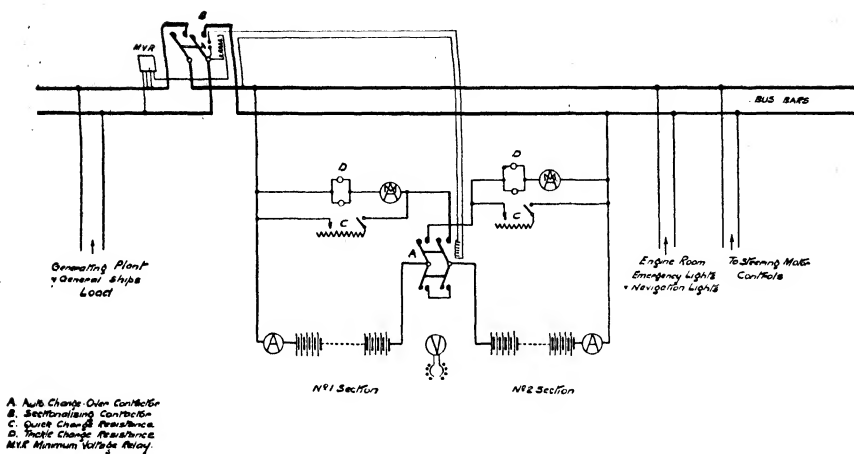 B
M.V.R
BUS BARS
D
D
C
C
A
Generating Plant
& General Ships
Load
Engine Room
Emergency Lights
& Navigation Lights
To Steering Motor
Controls
A
V
A
Nº1 Section
Nº2 Section
A. Auto Change-Over Contactor
B. Sectionalising Contactor
C. Quick Charge Resistance
D. Trickle Charge Resistance
M.V.R Minimum Voltage Relay.